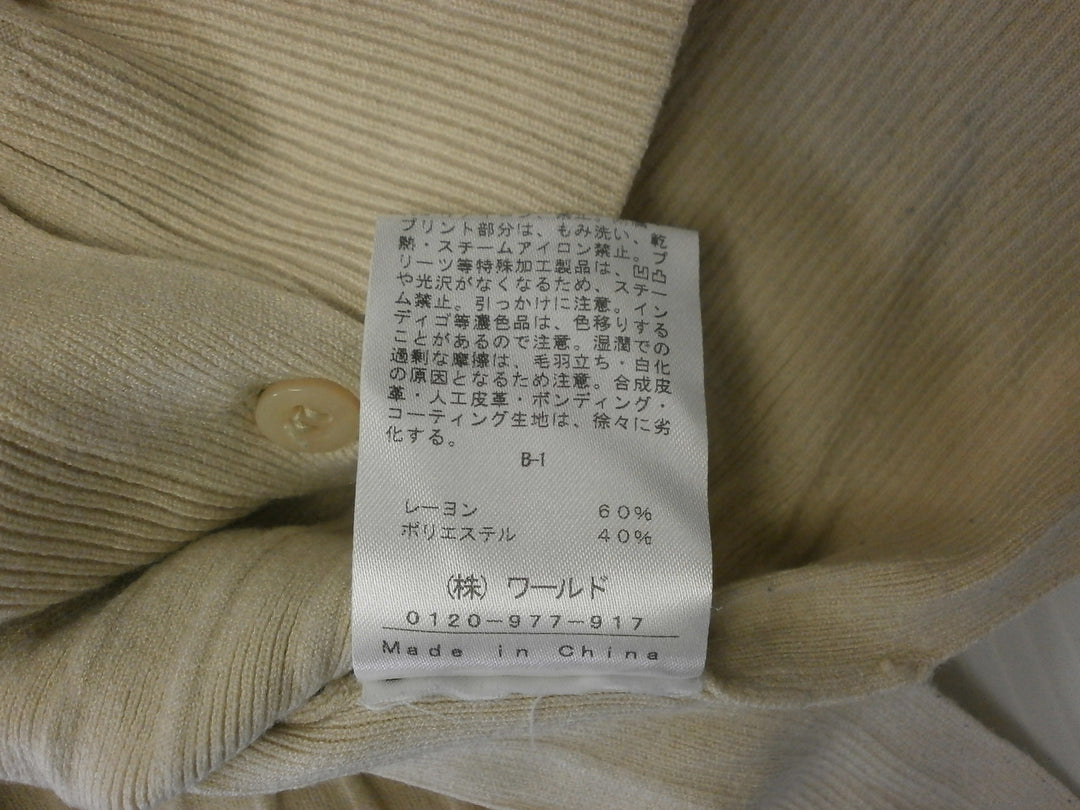 プリント部分は、もみ洗い、乾
熱・スチームアイロン禁止。プ
リーツ等特殊加工製品は、凹凸
や光沢がなくなるため、スチー
ム禁止。引っかけに注意。イン
ディゴ等濃色品は、色移りする
ことがあるので注意。湿潤での
過剰な摩擦は、毛羽立ち・白化
の原因となるため注意。合成皮
革・人工皮革・ボンディング・
コーティング生地は、徐々に劣
化する。
B-1
レーヨン 60%
ポリエステル 40%
(株) ワールド
0120-977-917
Made in China